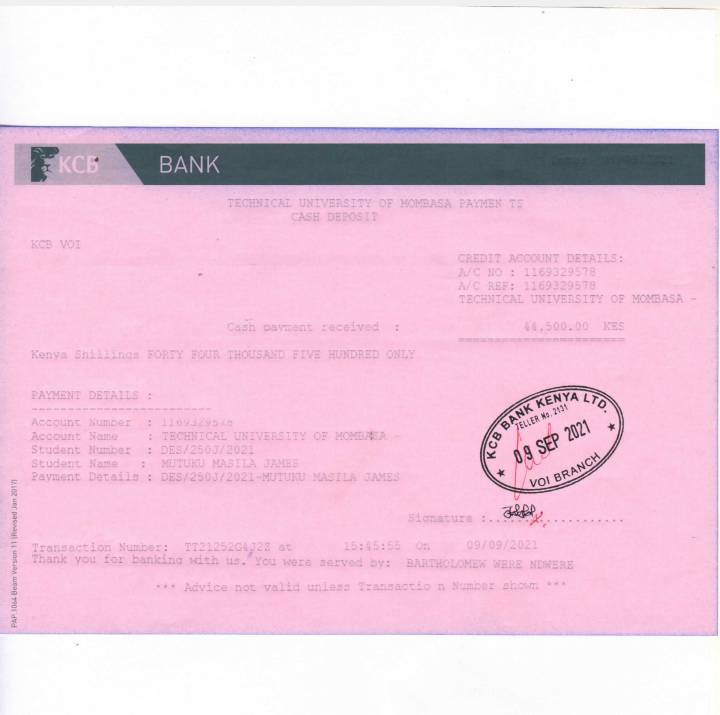 KCB BANK
TECHNICAL UNIVERSITY OF MOMBASA PAYMEN TS
CASH DEPOSIT
KCB VOI
CREDIT ACCOUNT DETAILS:
A/C NO : 1169329578
A/C REF: 1169329578
TECHNICAL UNIVERSITY OF MOMBASA -
Cash payment received : 44,500.00 KES
Kenya Shillings FORTY FOUR THOUSAND FIVE HUNDRED ONLY
PAYMENT DETAILS :
Account Number : 1169329578
Account Name : TECHNICAL UNIVERSITY OF MOMBASA -
Student Number : DES/250J/2021
Student Name : MUTUKU MASILA JAMES
Payment Details : DES/250J/2021-MUTUKU MASILA JAMES
KCB BANK KENYA LTD.
TELLER No. 2131
09 SEP 2021
VOI BRANCH
Signature :....................
Transaction Number: TT21252G4J2Z at 15:45:55 On 09/09/2021
Thank you for banking with us. You were served by: BARTHOLOMEW WERE NDWERE
*** Advice not valid unless Transactio n Number shown ***
PAP.1064 Beam Version 11 (Revised Jan 2017)